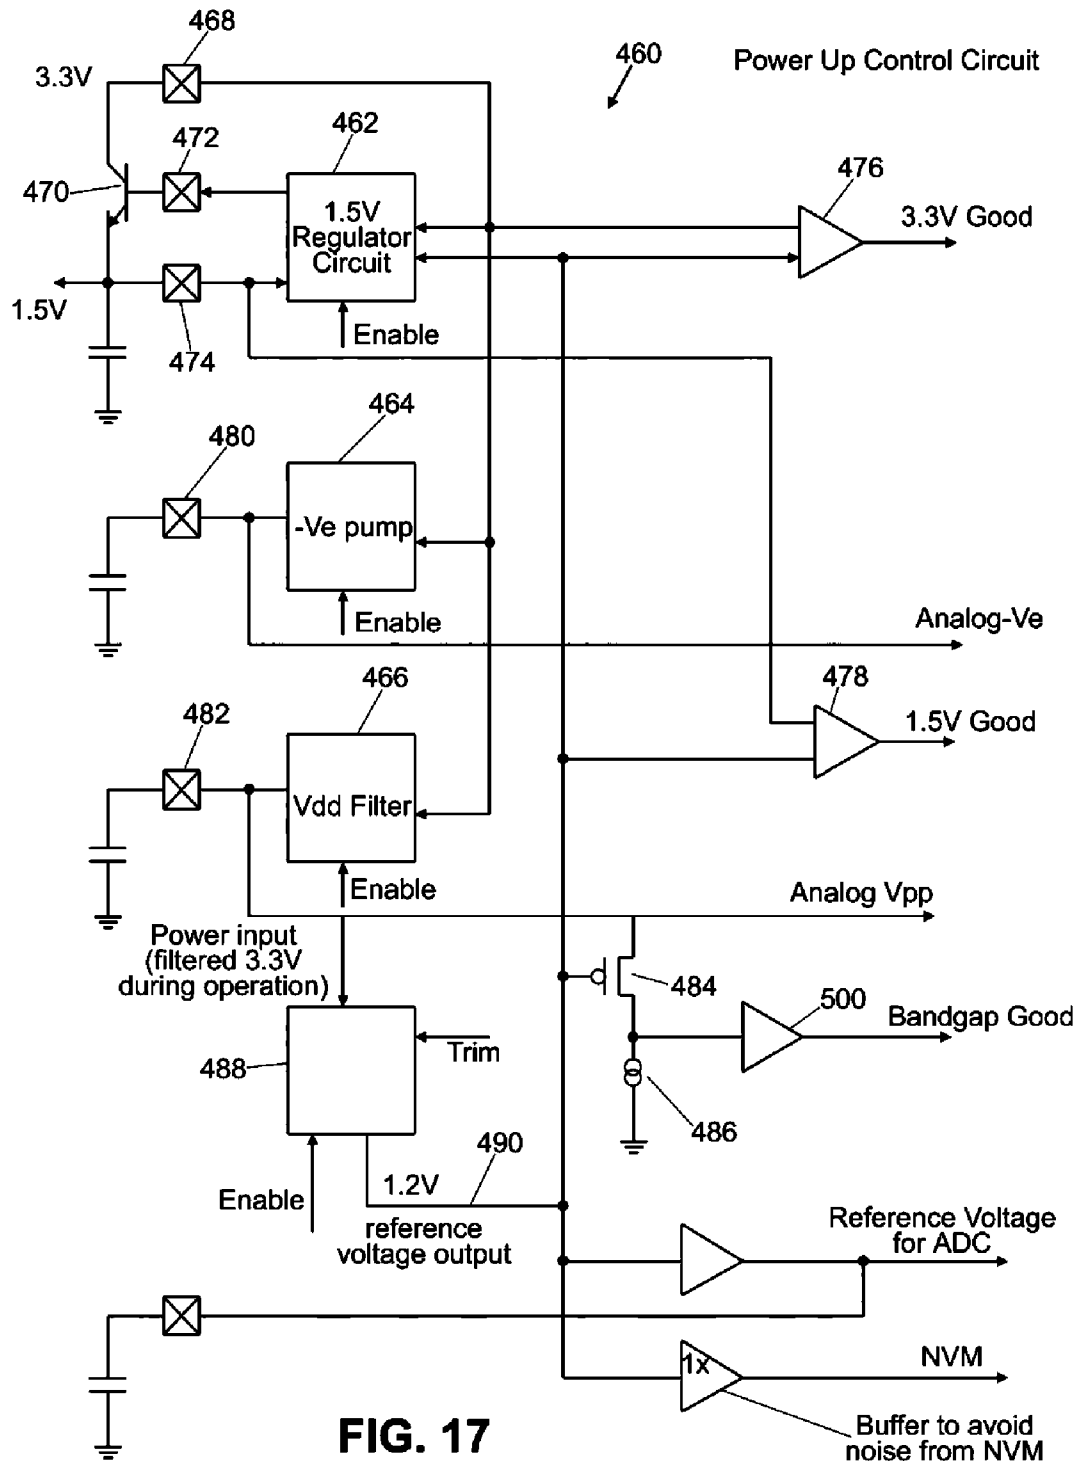 468
460
Power Up Control Circuit
3.3V
472
462
470
476
1.5V
Regulator
Circuit
3.3V Good
1.5V
474
Enable
464
480
-Ve pump
Enable
Analog-Ve
466
478
482
1.5V Good
Vdd Filter
Enable
Analog Vpp
Power input
(filtered 3.3V
during operation)
484
500
Bandgap Good
488
Trim
486
490
Enable
1.2V
reference
voltage output
Reference Voltage
for ADC
1x
NVM
Buffer to avoid
noise from NVM
FIG. 17